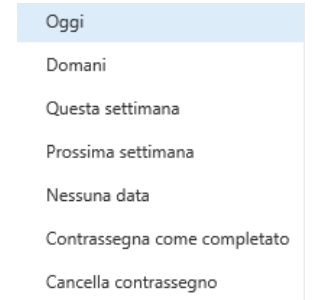 Oggi
Domani
Questa settimana
Prossima settimana
Nessuna data
Contrassegna come completato
Cancella contrassegno